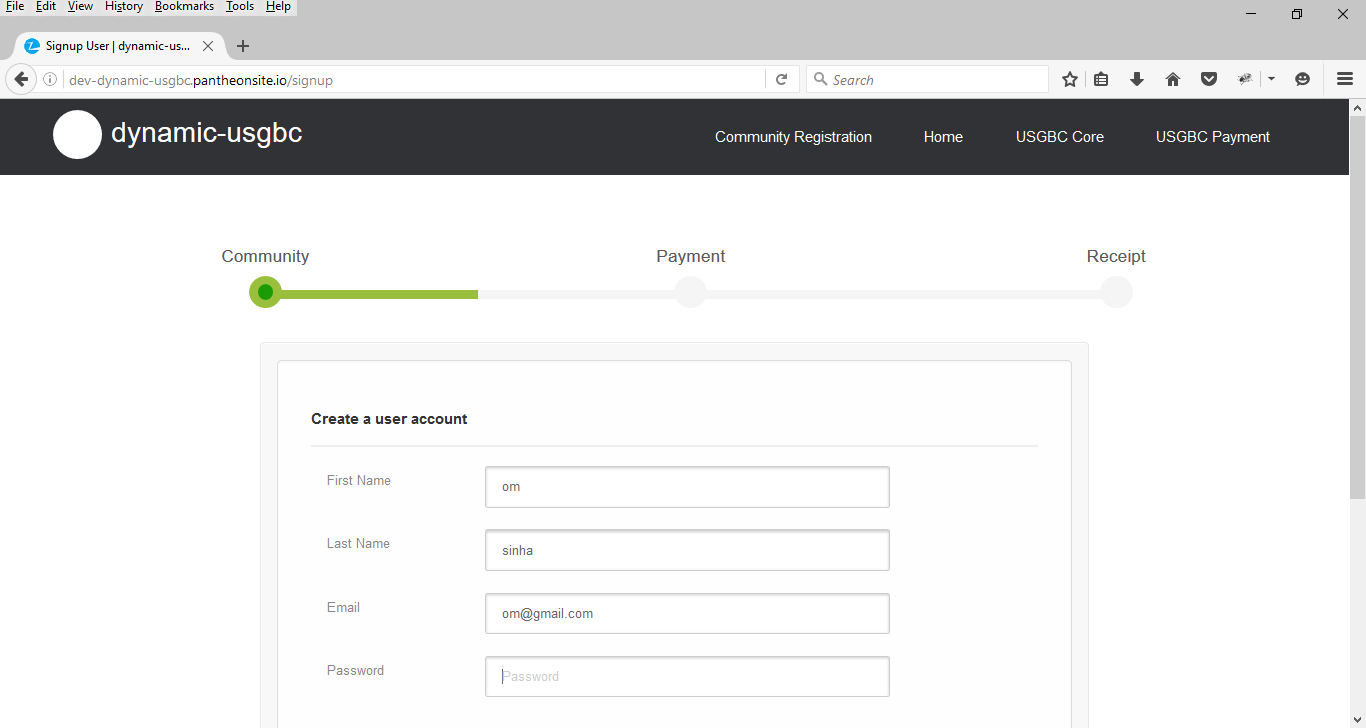 File Edit View History Bookmarks Tools Help
Signup User | dynamic-us...
dev-dynamic-usgbc.pantheonsite.io/signup
Search
dynamic-usgbc
Community Registration Home USGBC Core USGBC Payment
Community Payment Receipt
Create a user account
First Name om
Last Name sinha
Email om@gmail.com
Password Password